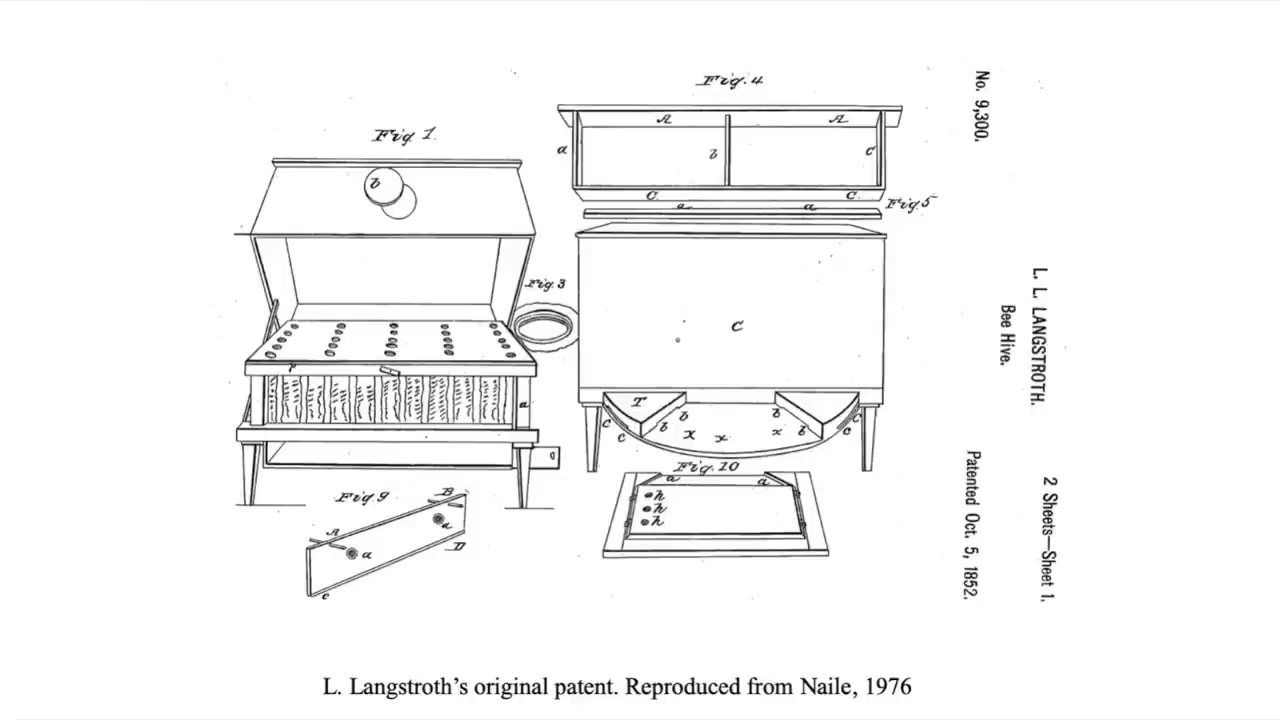 Fig. 4
No. 9,300.
Fig 1.
A
A
a
b
C
b
C
C
a
a
Fig. 5
L. L. LANGSTROTH.
Bee Hive.
Fig. 3
C
a
T
b
b
C
c
b
x
x
x
b
c
Fig. 10
a
a
Patented Oct. 5, 1852.
2 Sheets—Sheet 1.
Fig. 9
B
h
h
h
A
a
a
D
c
L. Langstroth’s original patent. Reproduced from Naile, 1976